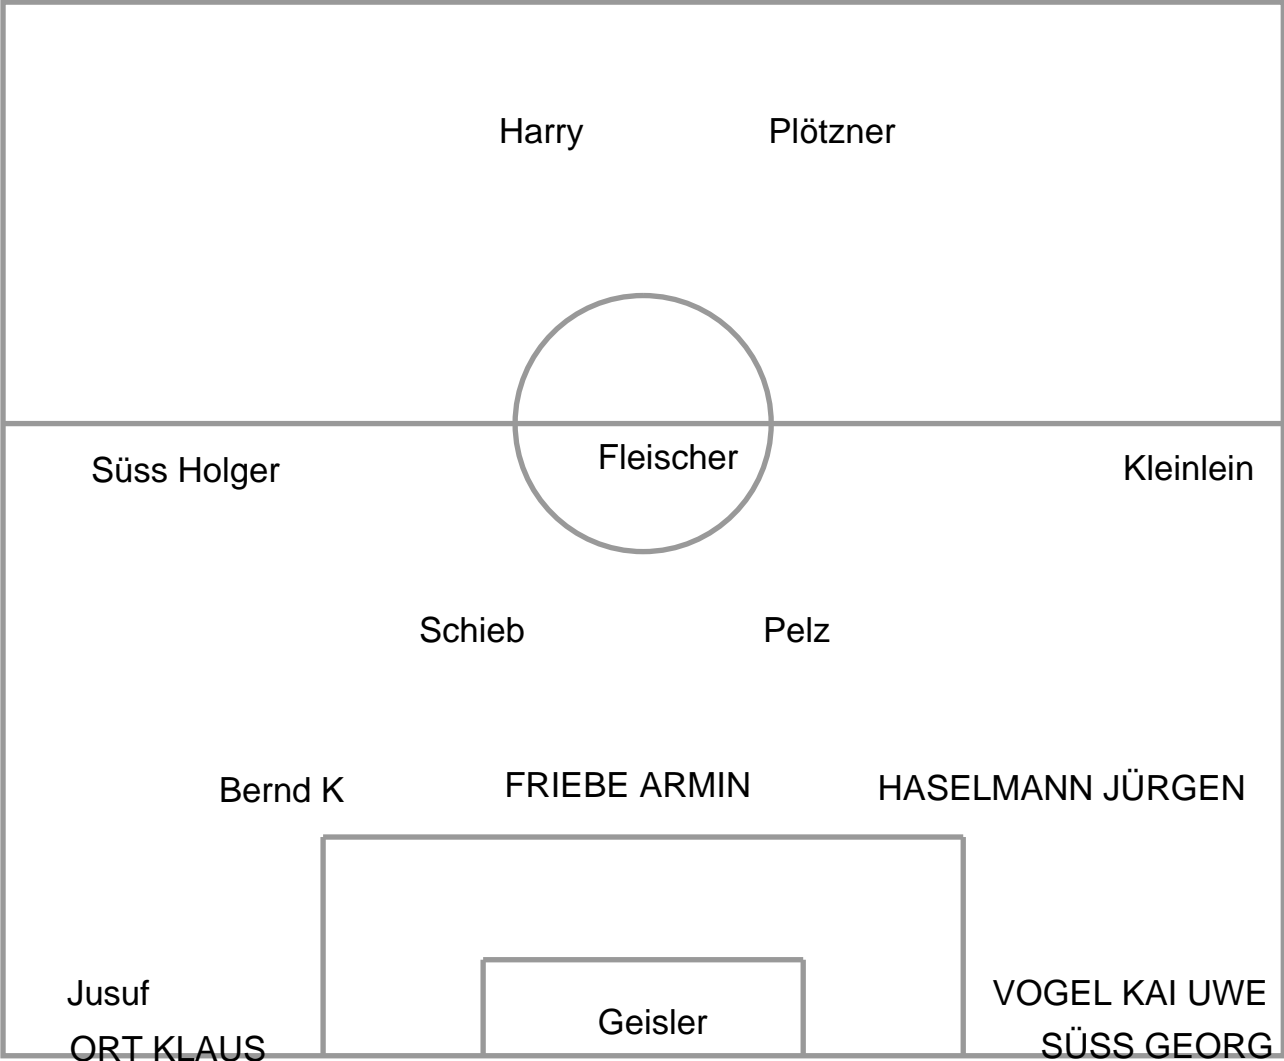 Harry
Plötzner
Fleischer
Süss Holger
Kleinlein
Schieb
Pelz
Bernd K
FRIEBE ARMIN
HASELMANN JÜRGEN
Jusuf
VOGEL KAI UWE
Geisler
ORT KLAUS
SÜSS GEORG